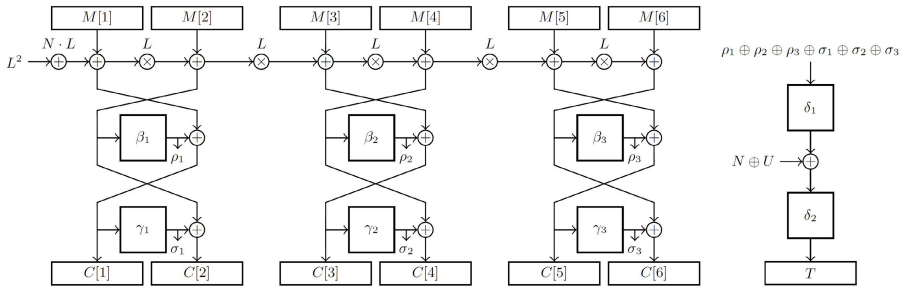 M[1] M[2] M[3] M[4] M[5] M[6]
N · L L L L L L
L² ρ₁ ⊕ ρ₂ ⊕ ρ₃ ⊕ σ₁ ⊕ σ₂ ⊕ σ₃
δ₁
β₁ β₂ β₃
ρ₁ ρ₂ ρ₃
N ⊕ U
δ₂
γ₁ γ₂ γ₃
σ₁ σ₂ σ₃
C[1] C[2] C[3] C[4] C[5] C[6] T